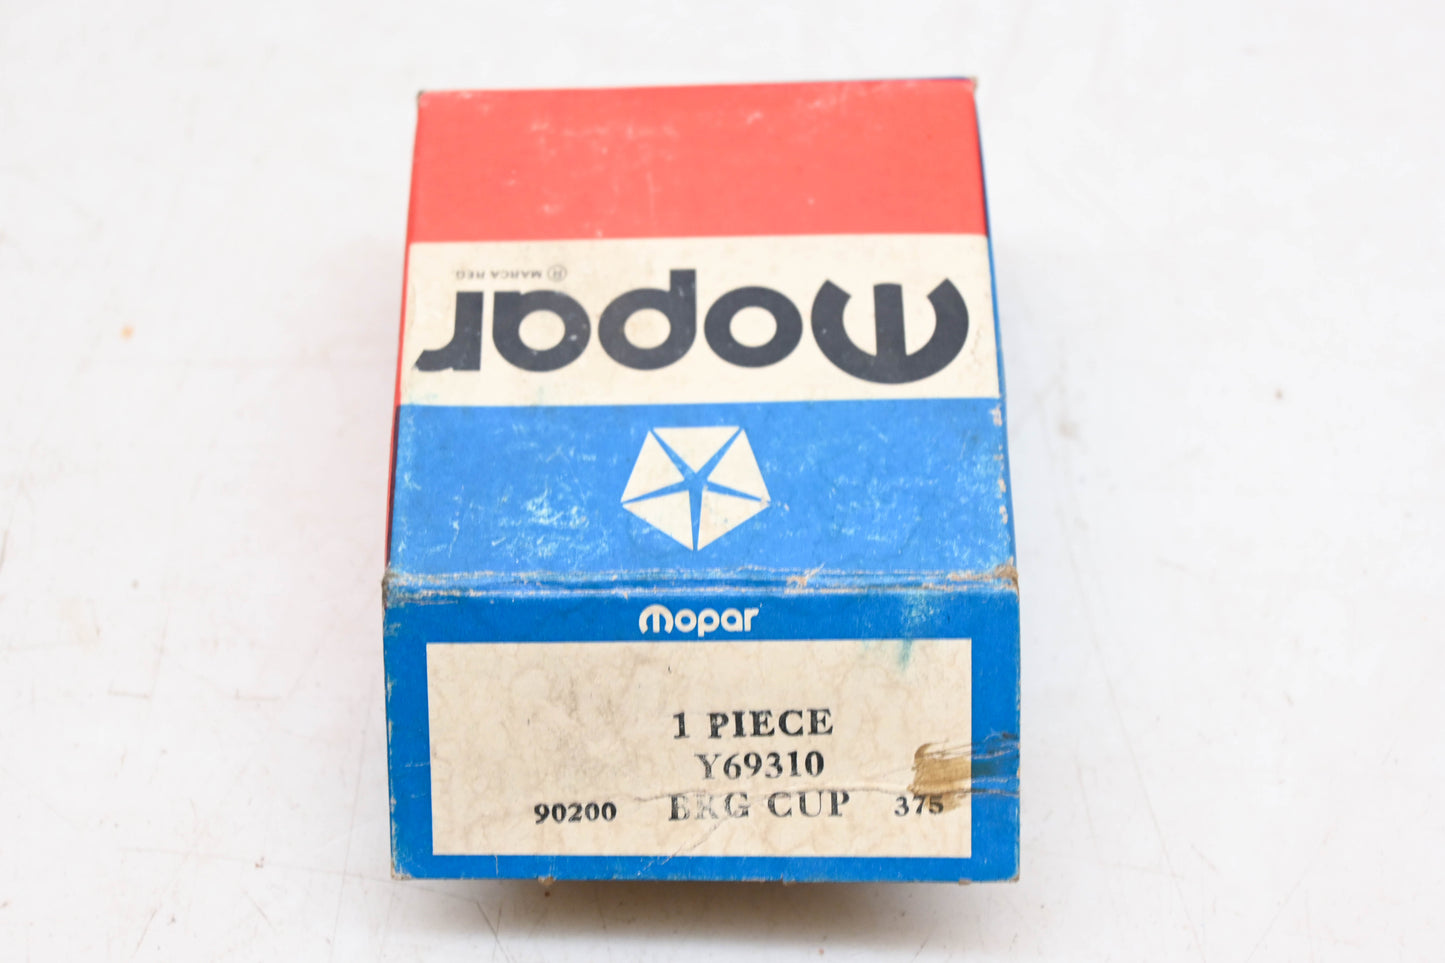 ® MARCA REG.
Mopar
Mopar
1 PIECE
Y69310
90200 BRG CUP 375